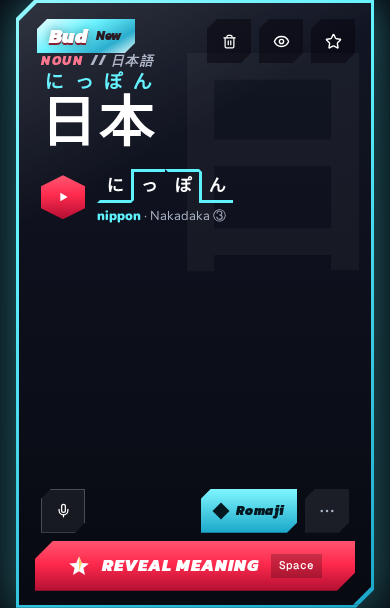 Bud New
NOUN // 日本語
にっぽん
日本
にっぽん
nippon · Nakadaka ③
Romaji
REVEAL MEANING Space